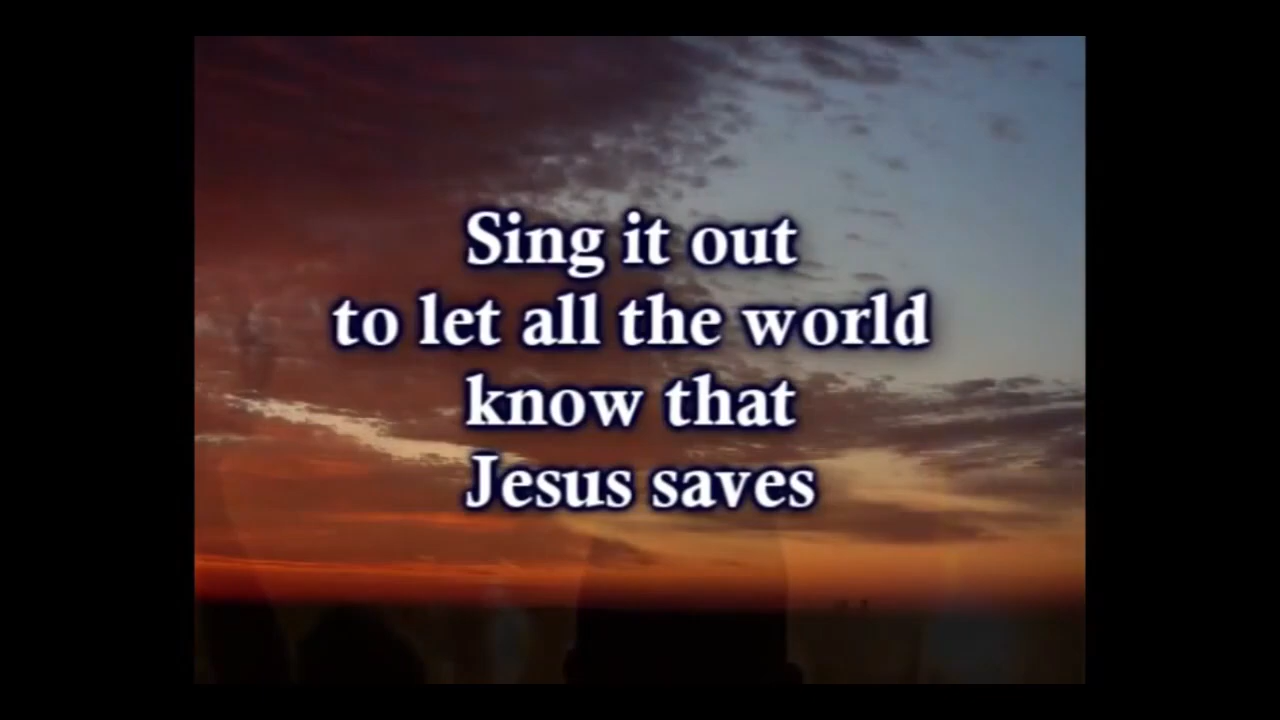 Sing it out
to let all the world
know that
Jesus saves